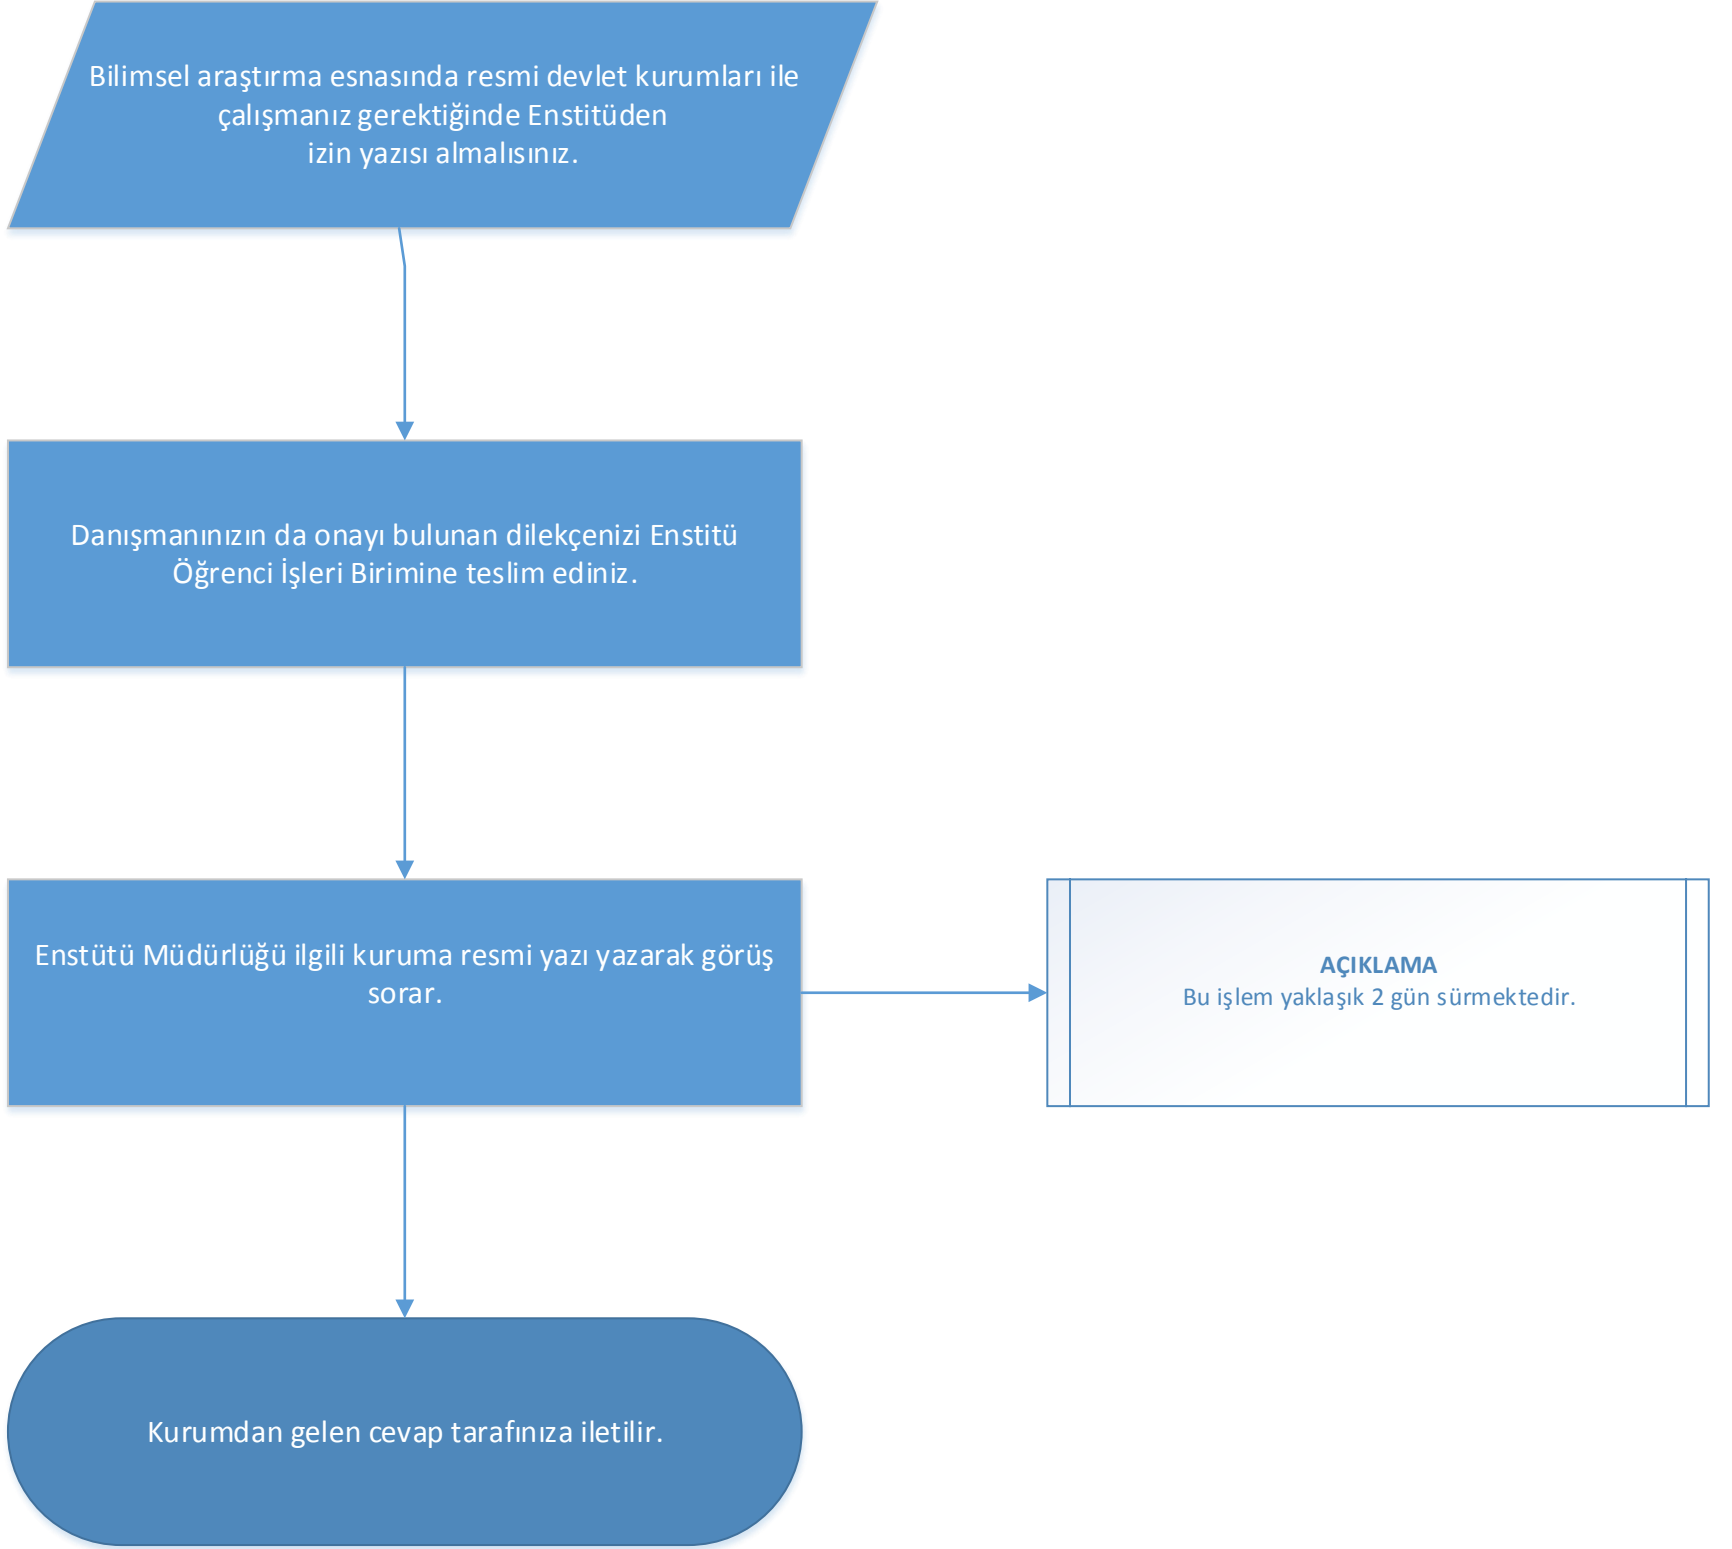 Bilimsel araştırma esnasında resmi devlet kurumları ile
çalışmanız gerektiğinde Enstitüden
izin yazısı almalısınız.
Danışmanınızın da onayı bulunan dilekçenizi Enstitü
Öğrenci İşleri Birimine teslim ediniz.
Enstütü Müdürlüğü ilgili kuruma resmi yazı yazarak görüş
sorar.
AÇIKLAMA
Bu işlem yaklaşık 2 gün sürmektedir.
Kurumdan gelen cevap tarafınıza iletilir.